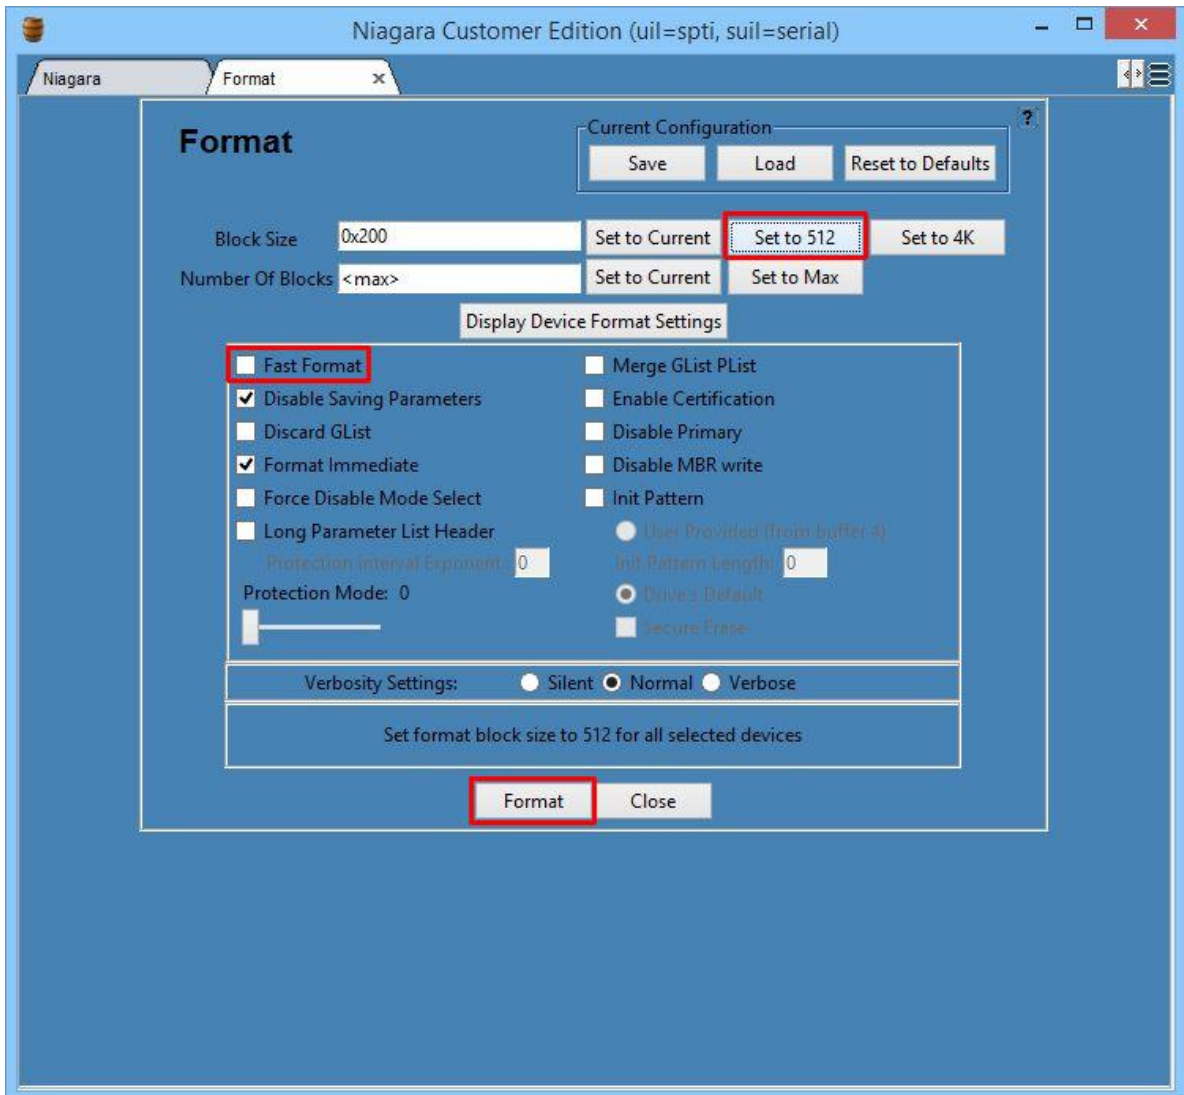 Niagara Customer Edition (uil=spti, suil=serial)
Niagara
Format
Format
?
Current Configuration
Save Load Reset to Defaults
Block Size 0x200 Set to Current Set to 512 Set to 4K
Number Of Blocks <max> Set to Current Set to Max
Display Device Format Settings
Fast Format Merge GList PList
Disable Saving Parameters Enable Certification
Discard GList Disable Primary
Format Immediate Disable MBR write
Force Disable Mode Select Init Pattern
Long Parameter List Header User Provided (from buffer 4)
Protection Interval Exponent: 0 Init Pattern Length: 0
Protection Mode: 0 Drive's Default
Secure Erase
Verbosity Settings: Silent Normal Verbose
Set format block size to 512 for all selected devices
Format Close